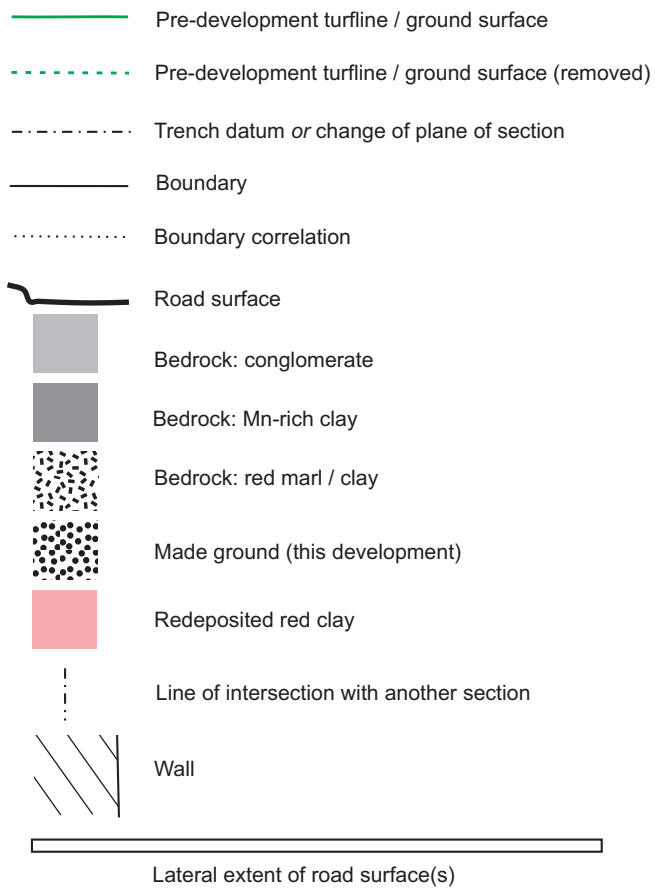 Pre-development turfline / ground surface
Pre-development turfline / ground surface (removed)
Trench datum or change of plane of section
Boundary
Boundary correlation
Road surface
Bedrock: conglomerate
Bedrock: Mn-rich clay
Bedrock: red marl / clay
Made ground (this development)
Redeposited red clay
Line of intersection with another section
Wall
Lateral extent of road surface(s)